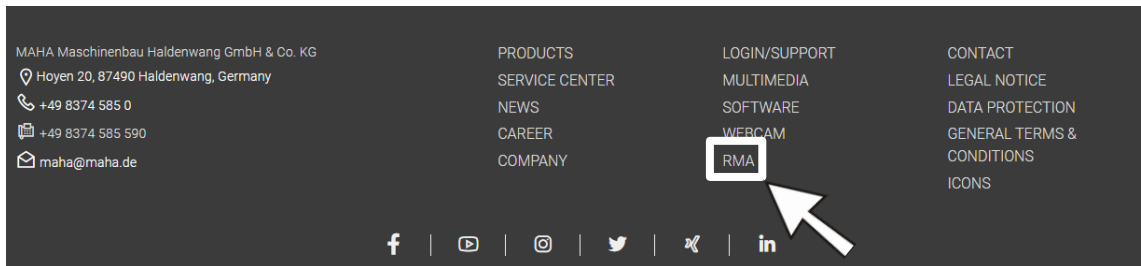 MAHA Maschinenbau Haldenwang GmbH & Co. KG
Hoyen 20, 87490 Haldenwang, Germany
+49 8374 585 0
+49 8374 585 590
maha@maha.de
PRODUCTS
SERVICE CENTER
NEWS
CAREER
COMPANY
LOGIN/SUPPORT
MULTIMEDIA
SOFTWARE
WEBCAM
RMA
CONTACT
LEGAL NOTICE
DATA PROTECTION
GENERAL TERMS &
CONDITIONS
ICONS